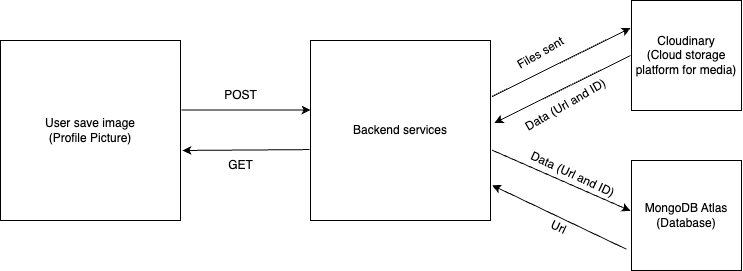 User save image
(Profile Picture)
POST
GET
Backend services
Files sent
Data (Url and ID)
Cloudinary
(Cloud storage
platform for media)
Data (Url and ID)
Url
MongoDB Atlas
(Database)